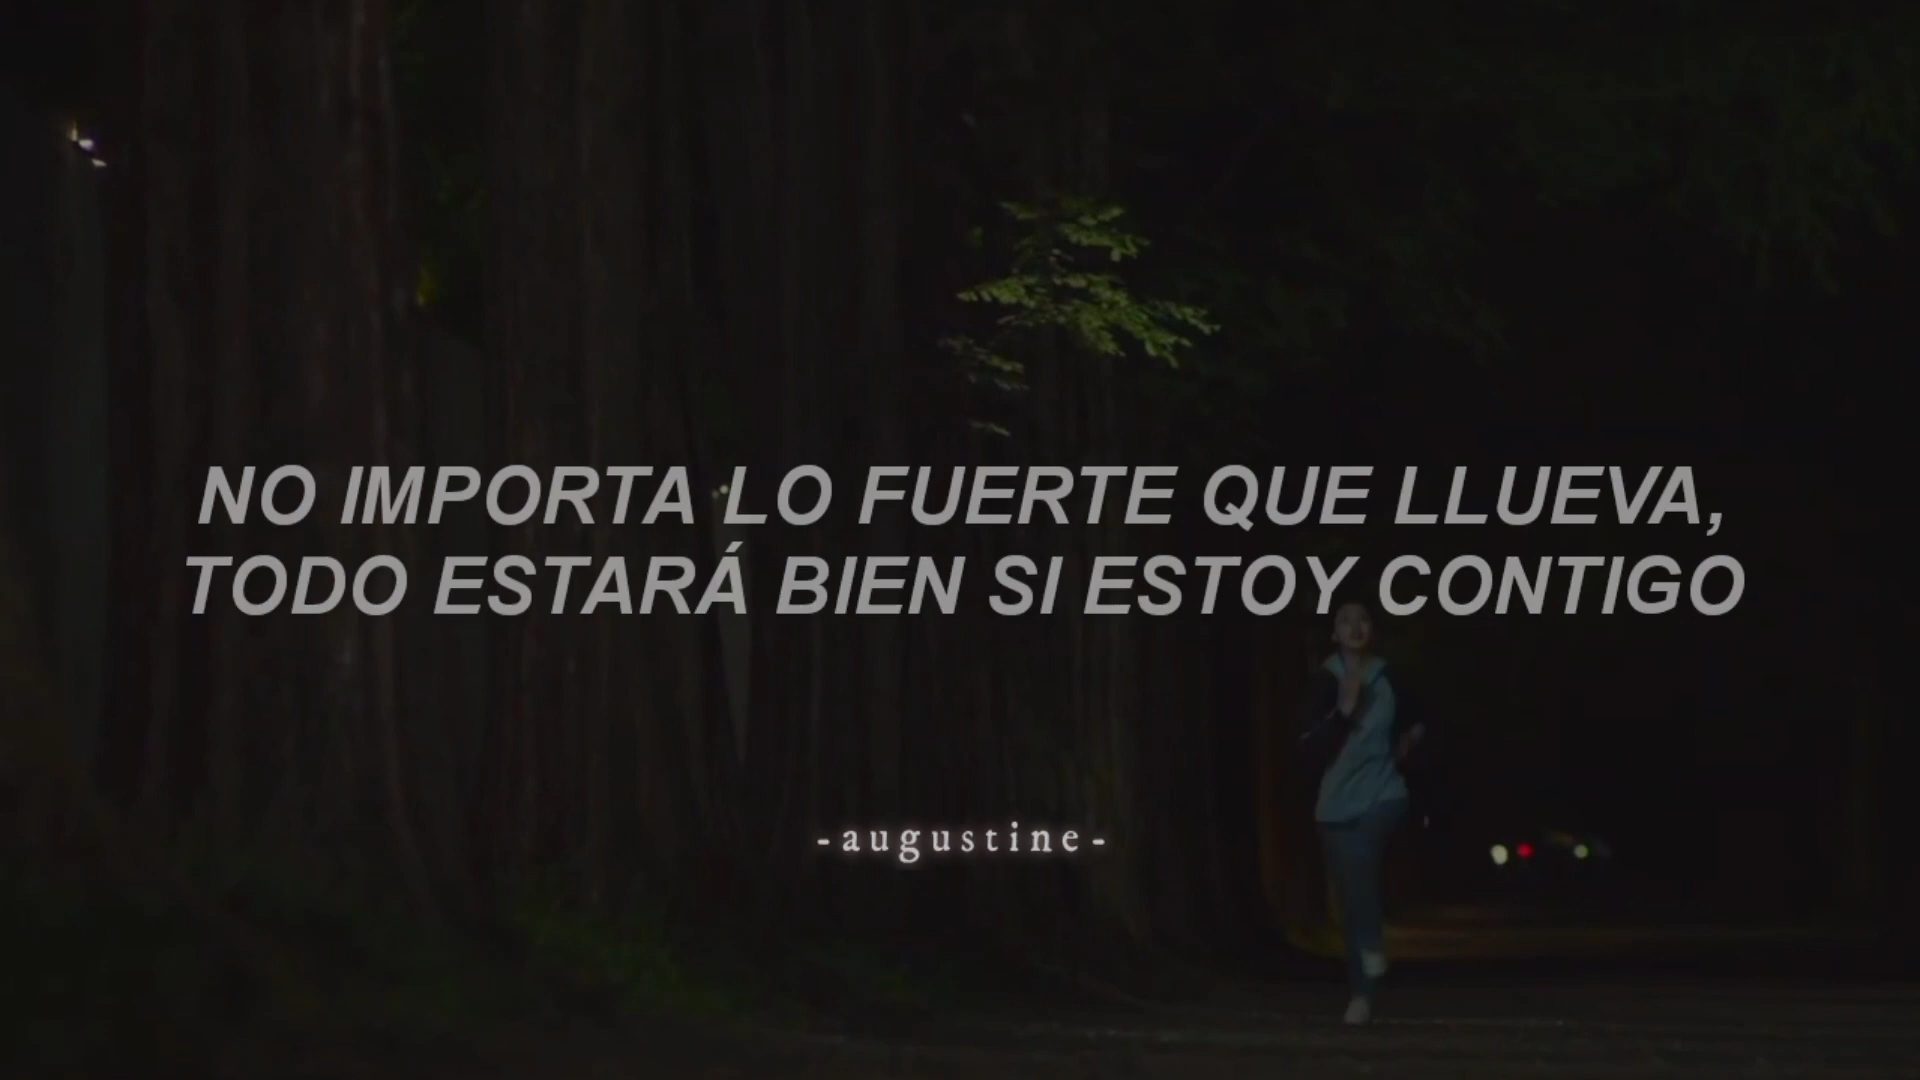 NO IMPORTA LO FUERTE QUE LLUEVA,
TODO ESTARÁ BIEN SI ESTOY CONTIGO
-augustine-